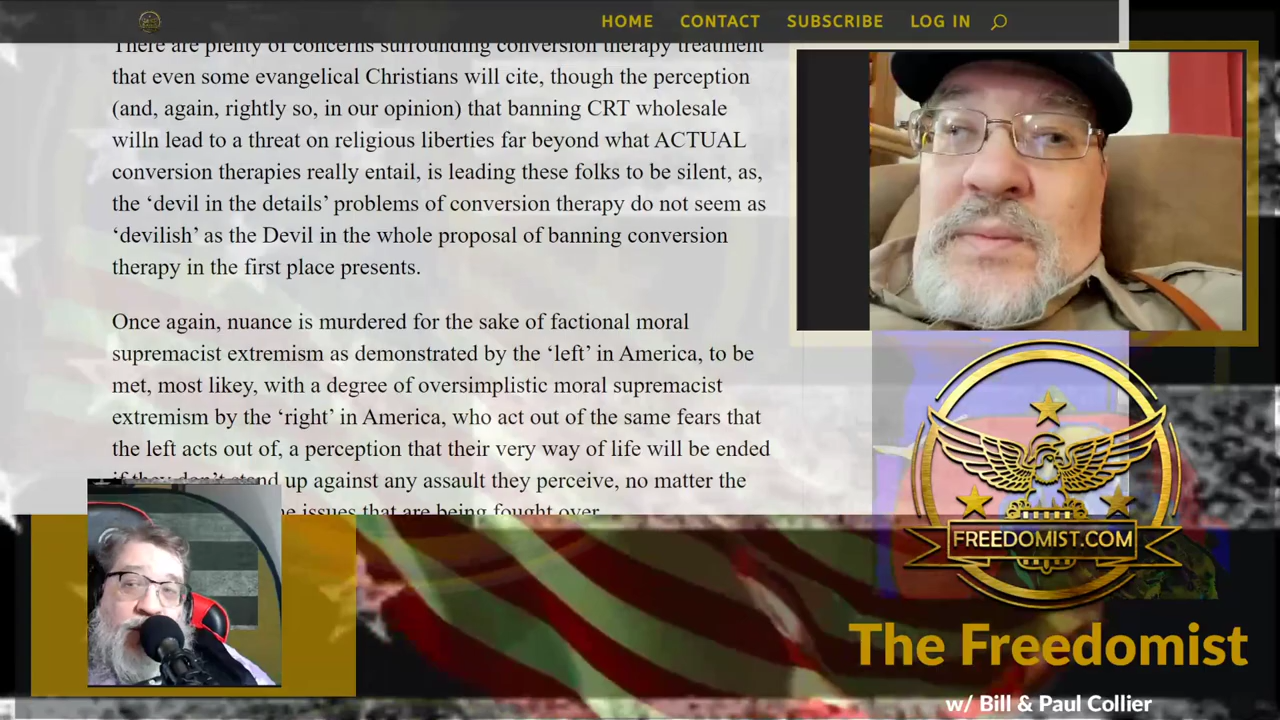 HOME CONTACT SUBSCRIBE LOG IN
There are plenty of concerns surrounding conversion therapy treatment
that even some evangelical Christians will cite, though the perception
(and, again, rightly so, in our opinion) that banning CRT wholesale
willn lead to a threat on religious liberties far beyond what ACTUAL
conversion therapies really entail, is leading these folks to be silent, as,
the ‘devil in the details’ problems of conversion therapy do not seem as
‘devilish’ as the Devil in the whole proposal of banning conversion
therapy in the first place presents.
Once again, nuance is murdered for the sake of factional moral
supremacist extremism as demonstrated by the ‘left’ in America, to be
met, most likey, with a degree of oversimplistic moral supremacist
extremism by the ‘right’ in America, who act out of the same fears that
the left acts out of, a perception that their very way of life will be ended
if they don’t stand up against any assault they perceive, no matter the
issues that are being fought over.
FREEDOMIST.COM
The Freedomist
w/ Bill & Paul Collier